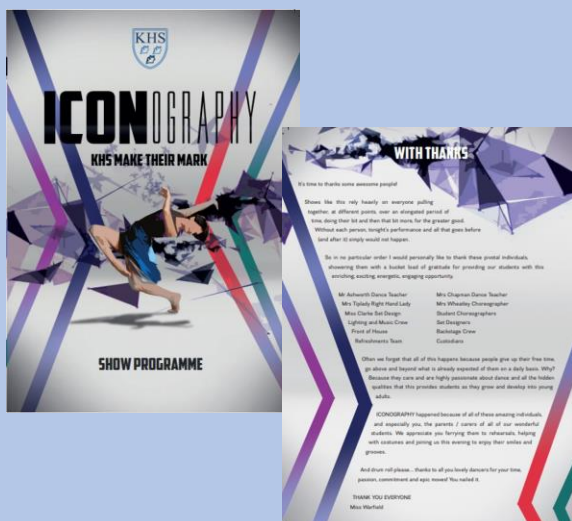 KHS
ICONOGRAPHY
KHS MAKE THEIR MARK
SHOW PROGRAMME
WITH THANKS
It's time to thanks some awesome people!
Shows like this rely heavily on everyone pulling
together, at different points, over an elongated period of
time, doing their bit and then that bit more, for the greater good.
Without each person, tonight's performance and all that goes before
(and after it) simply would not happen.
So in no particular order I would personally like to thank these pivotal individuals,
showering them with a bucket load of gratitude for providing our students with this
enriching, exciting, energetic, engaging opportunity.
Mr Ashworth Dance Teacher
Mrs Tiplady Right Hand Lady
Miss Clarke Set Design
Lighting and Music Crew
Front of House
Refreshments Team
Mrs Chapman Dance Teacher
Mrs Wheatley Choreographer
Student Choreographers
Set Designers
Backstage Crew
Custodians
Often we forget that all of this happens because people give up their free time,
go above and beyond what is already expected of them on a daily basis. Why?
Because they care and are highly passionate about dance and all the hidden
qualities that this provides students as they grow and develop into young
adults.
ICONOGRAPHY happened because of all of these amazing individuals,
and especially you, the parents / carers of all of our wonderful
students. We appreciate you ferrying them to rehearsals, helping
with costumes and joining us this evening to enjoy their smiles and
grooves.
And drum roll please... thanks to all you lovely dancers for your time,
passion, commitment and epic moves! You nailed it.
THANK YOU EVERYONE
Miss Warfield